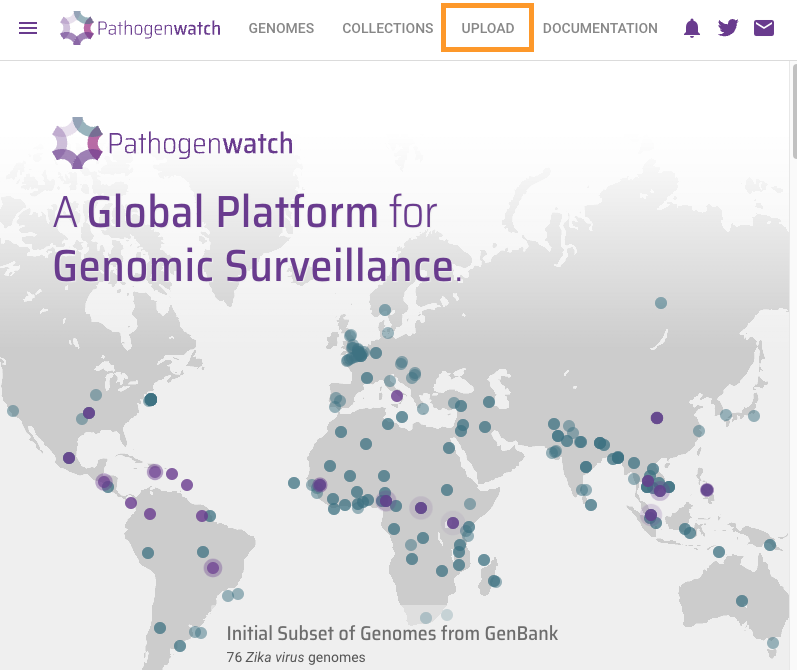 Pathogenwatch GENOMES COLLECTIONS UPLOAD DOCUMENTATION
Pathogenwatch
A Global Platform for
Genomic Surveillance.
Initial Subset of Genomes from GenBank
76 Zika virus genomes